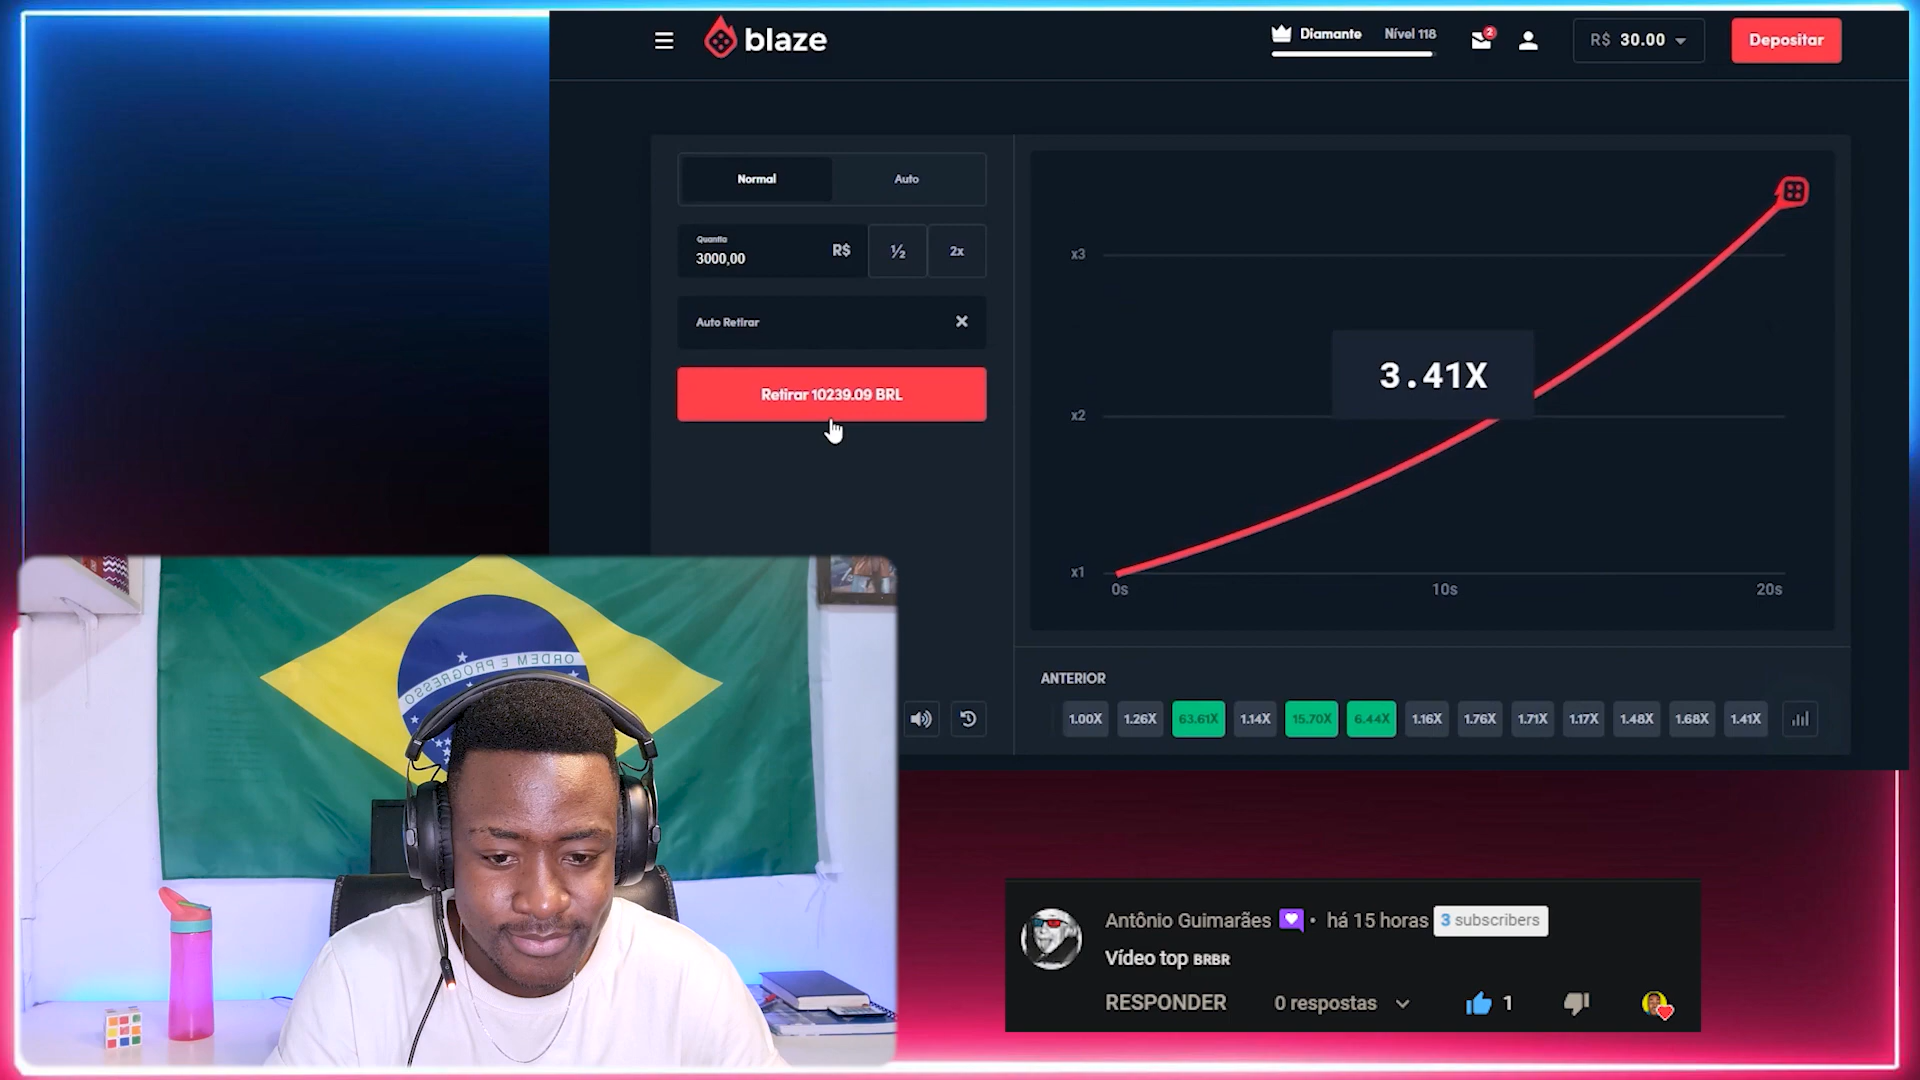 blaze
Diamante Nível 118
2
R$ 30.00
Depositar
Normal Auto
Quantia
3000,00 R$ ½ 2x
Auto Retirar
Retirar 10239.09 BRL
3.41X
x3
x2
x1
0s 10s 20s
ANTERIOR
1.00X 1.26X 63.61X 1.14X 15.70X 6.44X 1.16X 1.76X 1.71X 1.17X 1.48X 1.68X 1.41X
ORDEM E PROGRESSO
Antônio Guimarães • há 15 horas 3 subscribers
Vídeo top BRBR
RESPONDER 0 respostas 1